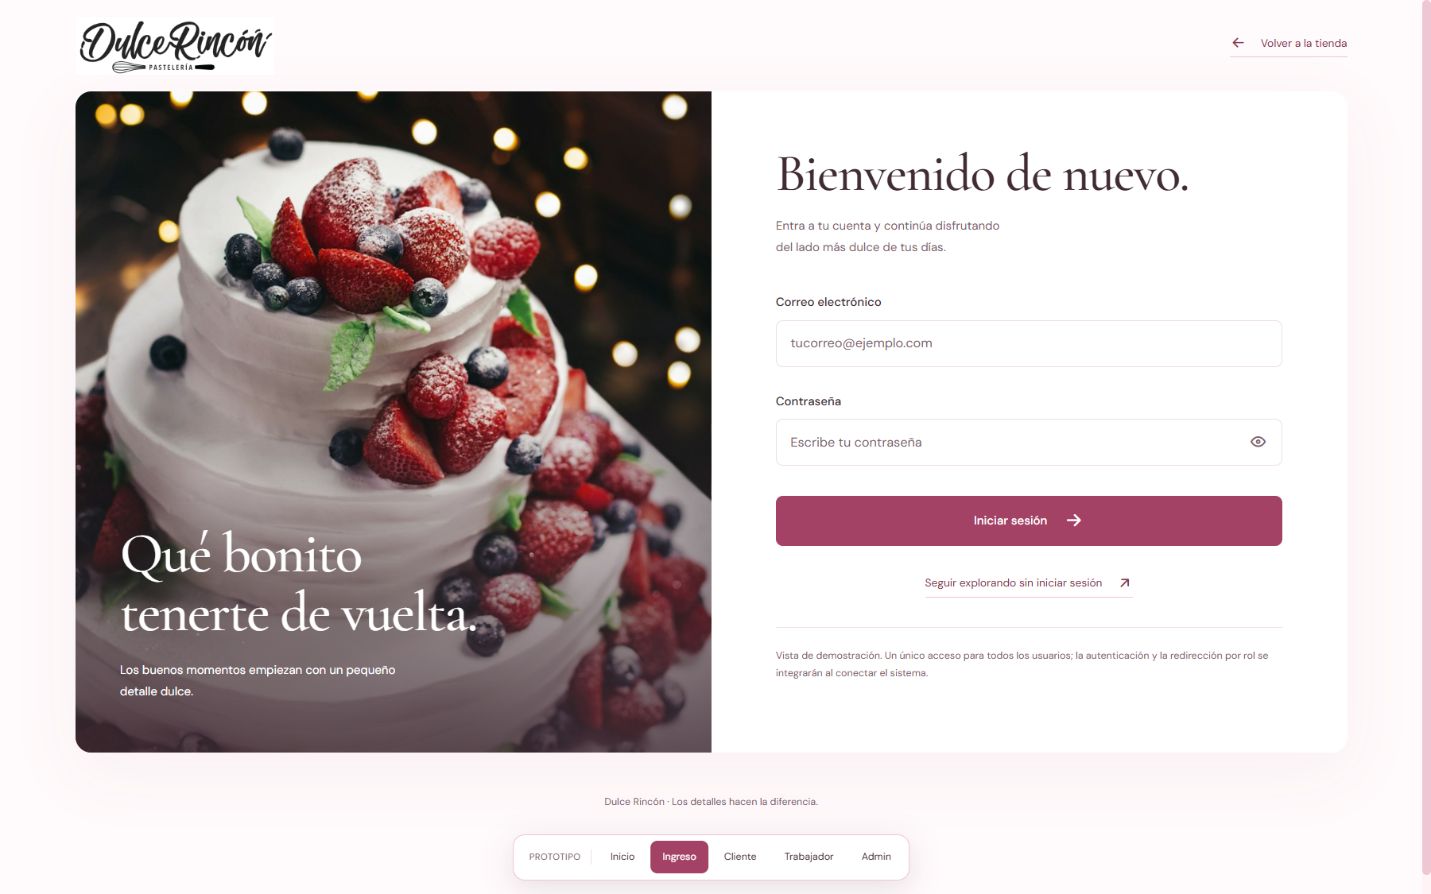 Dulce Rincón
PASTELERÍA
Volver a la tienda
Qué bonito
tenerte de vuelta.
Los buenos momentos empiezan con un pequeño
detalle dulce.
Bienvenido de nuevo.
Entra a tu cuenta y continúa disfrutando
del lado más dulce de tus días.
Correo electrónico
tucorreo@ejemplo.com
Contraseña
Escribe tu contraseña
Iniciar sesión
Seguir explorando sin iniciar sesión
Vista de demostración. Un único acceso para todos los usuarios; la autenticación y la redirección por rol se
integrarán al conectar el sistema.
Dulce Rincón · Los detalles hacen la diferencia.
PROTOTIPO Inicio Ingreso Cliente Trabajador Admin